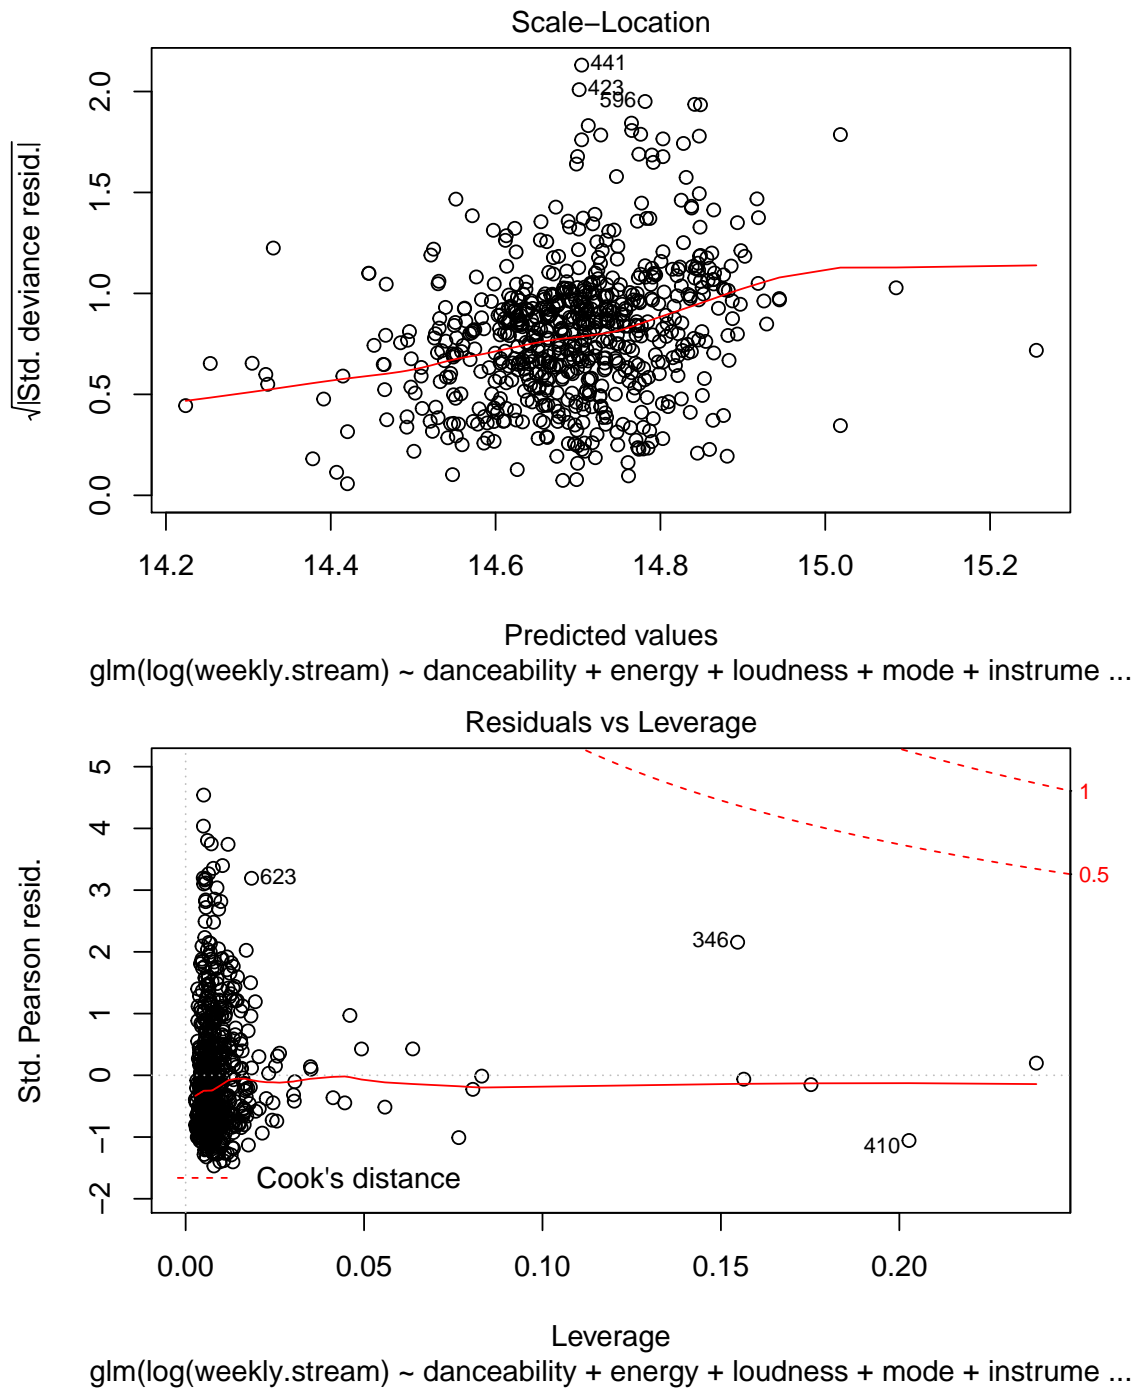 Scale−Location
√|Std. deviance resid.|
2.0
1.5
1.0
0.5
0.0
441
423
596
14.2 14.4 14.6 14.8 15.0 15.2
Predicted values
glm(log(weekly.stream) ~ danceability + energy + loudness + mode + instrume ...
Residuals vs Leverage
Std. Pearson resid.
5
4
3
2
1
0
−1
−2
1
0.5
623
346
410
Cook's distance
0.00 0.05 0.10 0.15 0.20
Leverage
glm(log(weekly.stream) ~ danceability + energy + loudness + mode + instrume ...